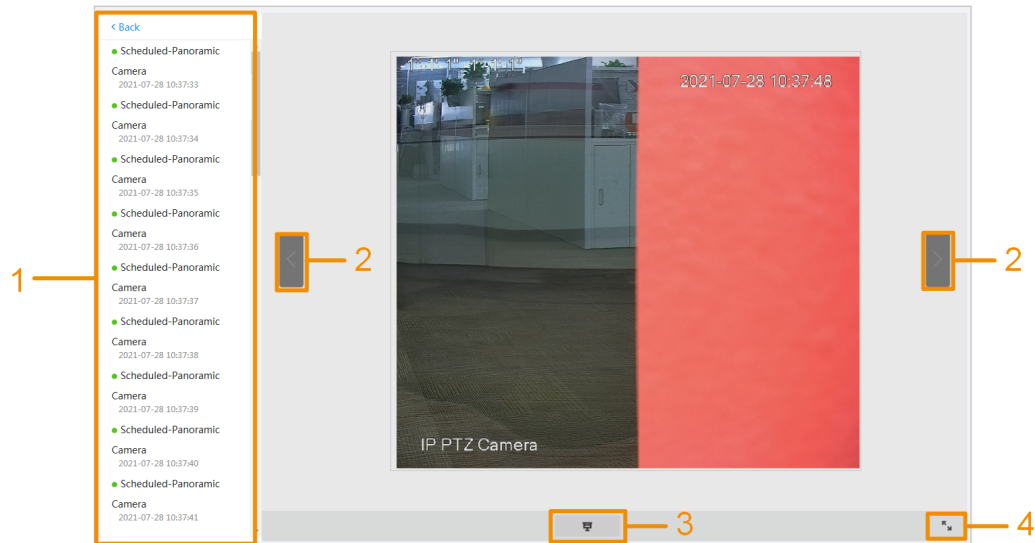 < Back
Scheduled-Panoramic
Camera
2021-07-28 10:37:33
Scheduled-Panoramic
Camera
2021-07-28 10:37:34
Scheduled-Panoramic
Camera
2021-07-28 10:37:35
Scheduled-Panoramic
Camera
2021-07-28 10:37:36
Scheduled-Panoramic
Camera
2021-07-28 10:37:37
Scheduled-Panoramic
Camera
2021-07-28 10:37:38
Scheduled-Panoramic
Camera
2021-07-28 10:37:39
Scheduled-Panoramic
Camera
2021-07-28 10:37:40
Scheduled-Panoramic
Camera
2021-07-28 10:37:41
1
2
2021-07-28 10:37:48
IP PTZ Camera
2
3
4